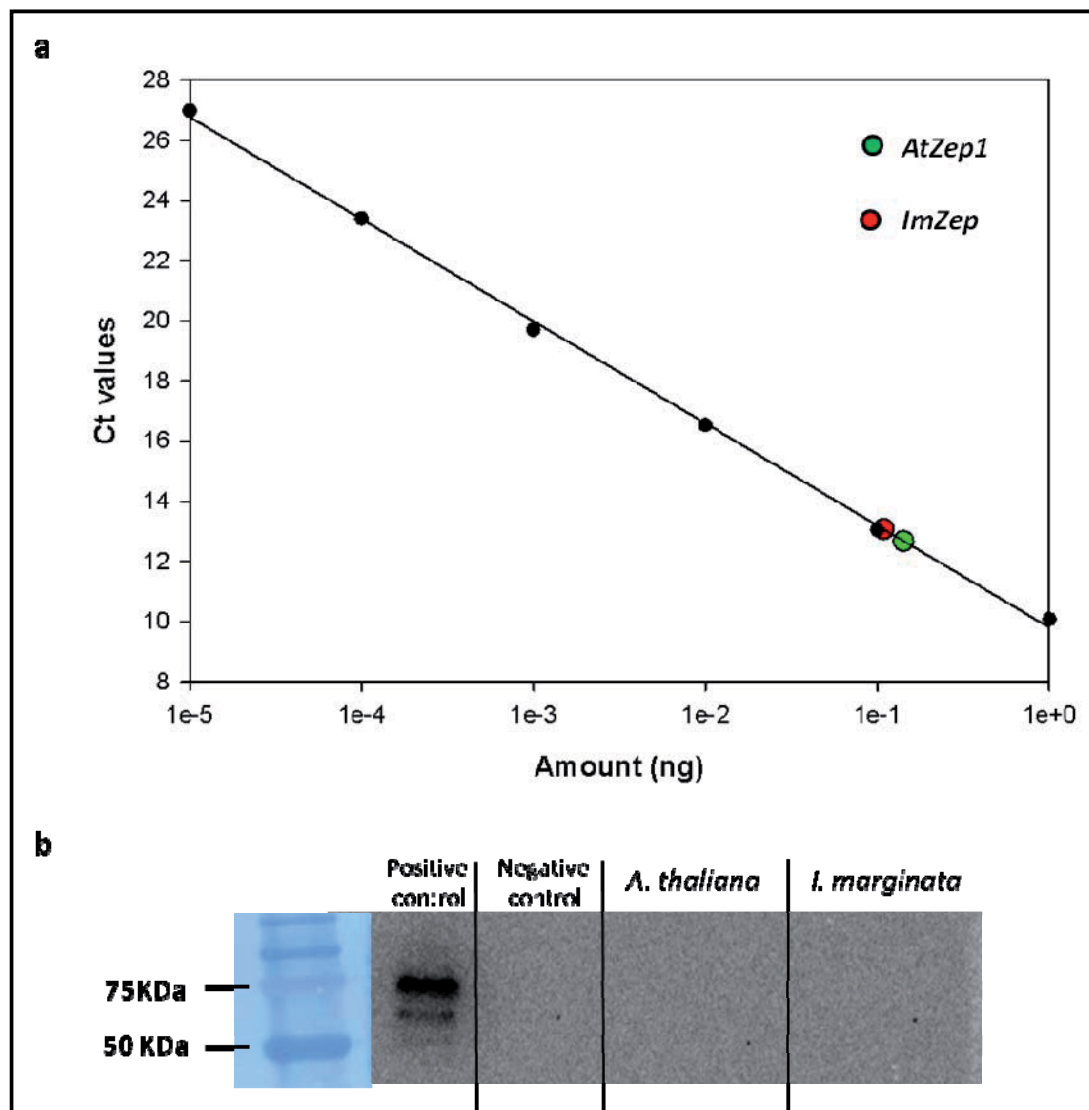 a
28
26
24
22
20
18
16
14
12
10
8
Ct values
AtZep1
ImZep
1e-5 1e-4 1e-3 1e-2 1e-1 1e+0
Amount (ng)
b
Positive control
Negative control
A. thaliana
I. marginata
75KDa
50 KDa